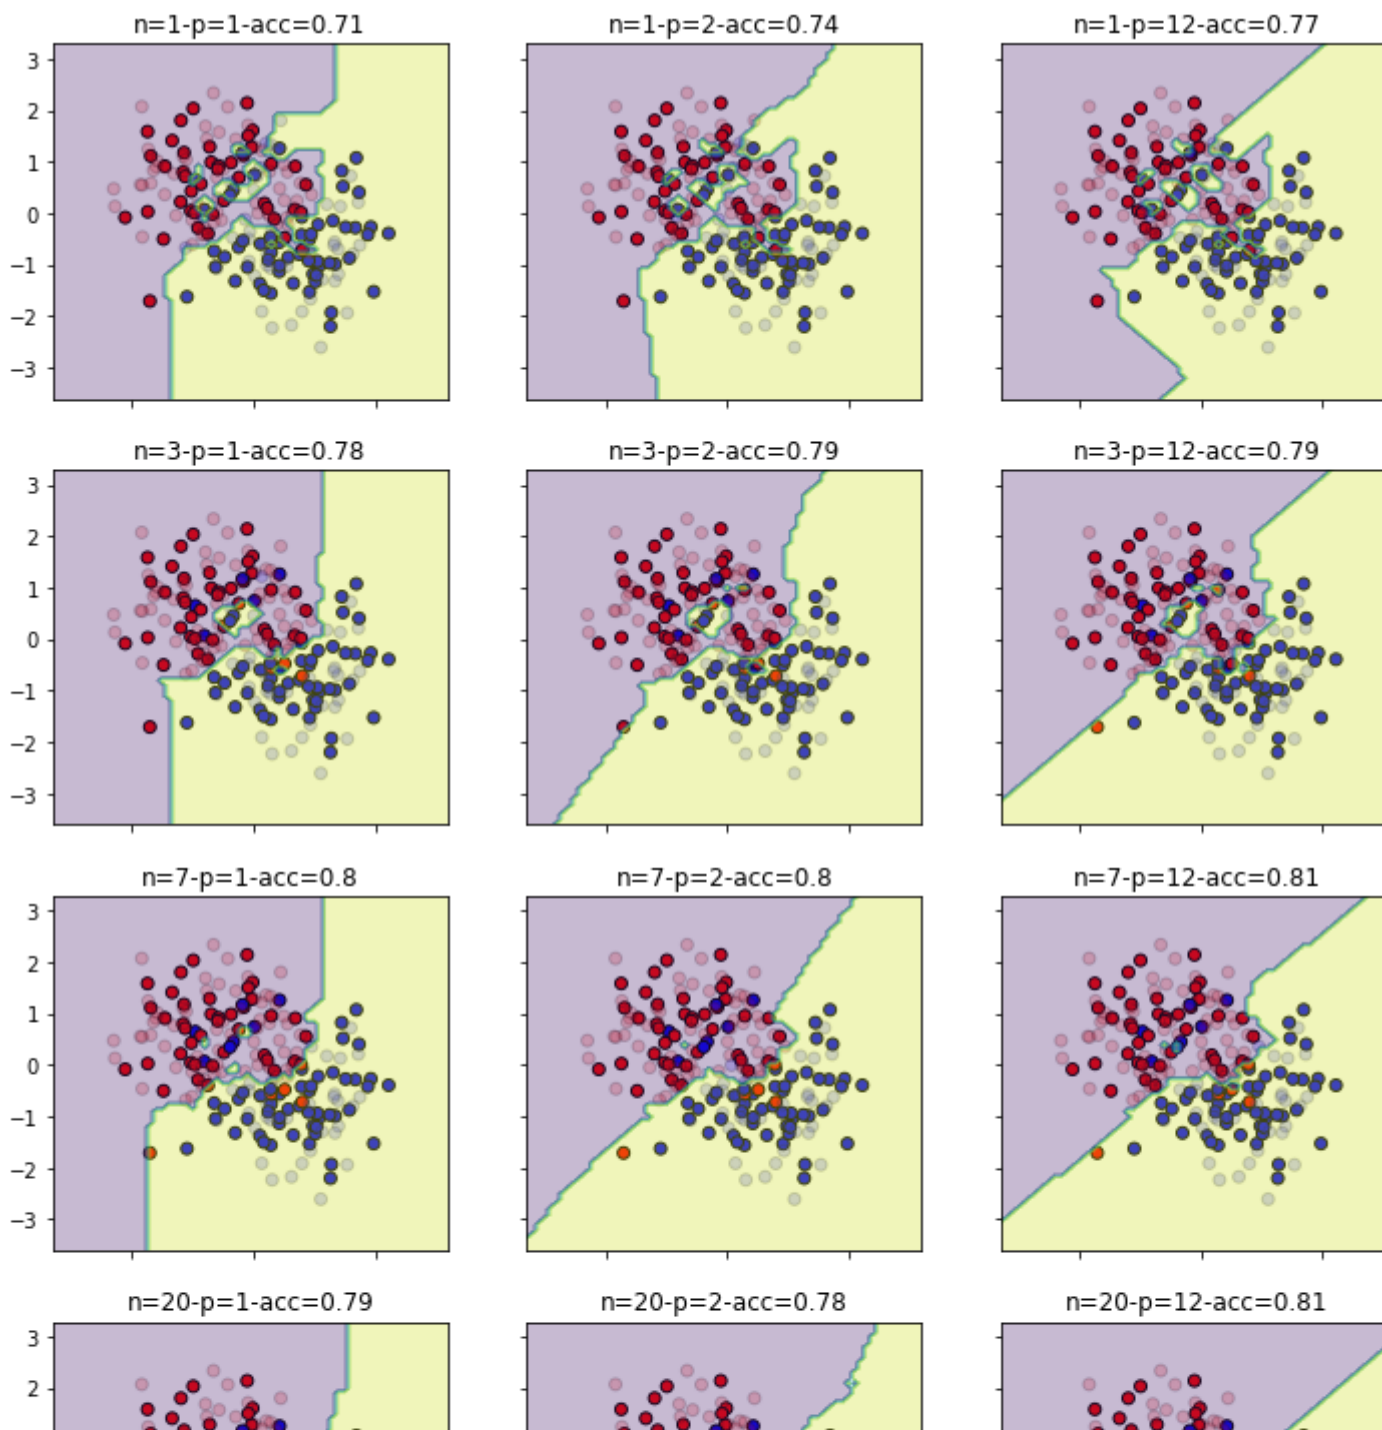 n=1-p=1-acc=0.71
n=1-p=2-acc=0.74
n=1-p=12-acc=0.77
3
2
1
0
−1
−2
−3
n=3-p=1-acc=0.78
n=3-p=2-acc=0.79
n=3-p=12-acc=0.79
3
2
1
0
−1
−2
−3
n=7-p=1-acc=0.8
n=7-p=2-acc=0.8
n=7-p=12-acc=0.81
3
2
1
0
−1
−2
−3
n=20-p=1-acc=0.79
n=20-p=2-acc=0.78
n=20-p=12-acc=0.81
3
2